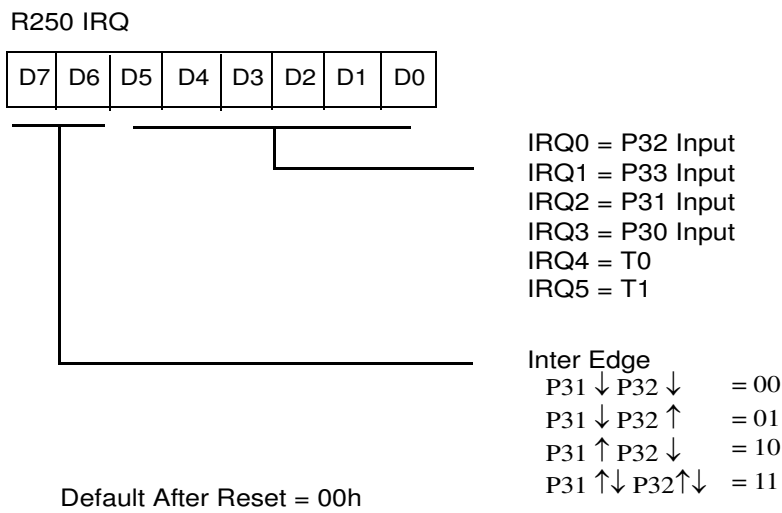 R250 IRQ
D7 D6 D5 D4 D3 D2 D1 D0
IRQ0 = P32 Input
IRQ1 = P33 Input
IRQ2 = P31 Input
IRQ3 = P30 Input
IRQ4 = T0
IRQ5 = T1
Inter Edge
P31 ↓ P32 ↓ = 00
P31 ↓ P32 ↑ = 01
P31 ↑ P32 ↓ = 10
P31 ↑↓ P32↑↓ = 11
Default After Reset = 00h